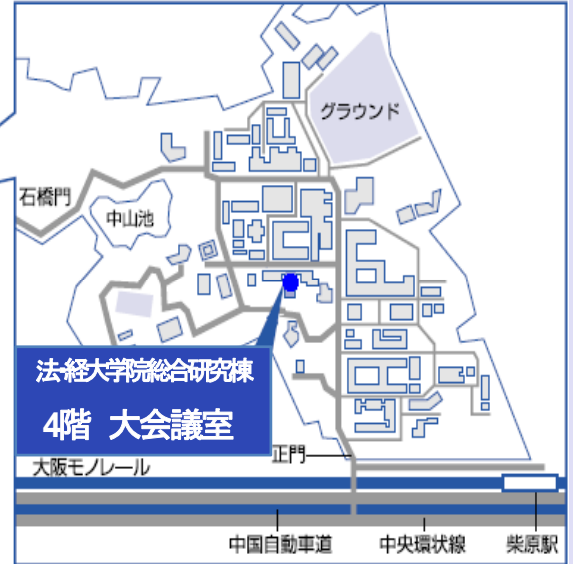 グラウンド
石橋門
中山池
法・経大学院総合研究棟
4階 大会議室
正門
大阪モノレール
中国自動車道
中央環状線
柴原駅